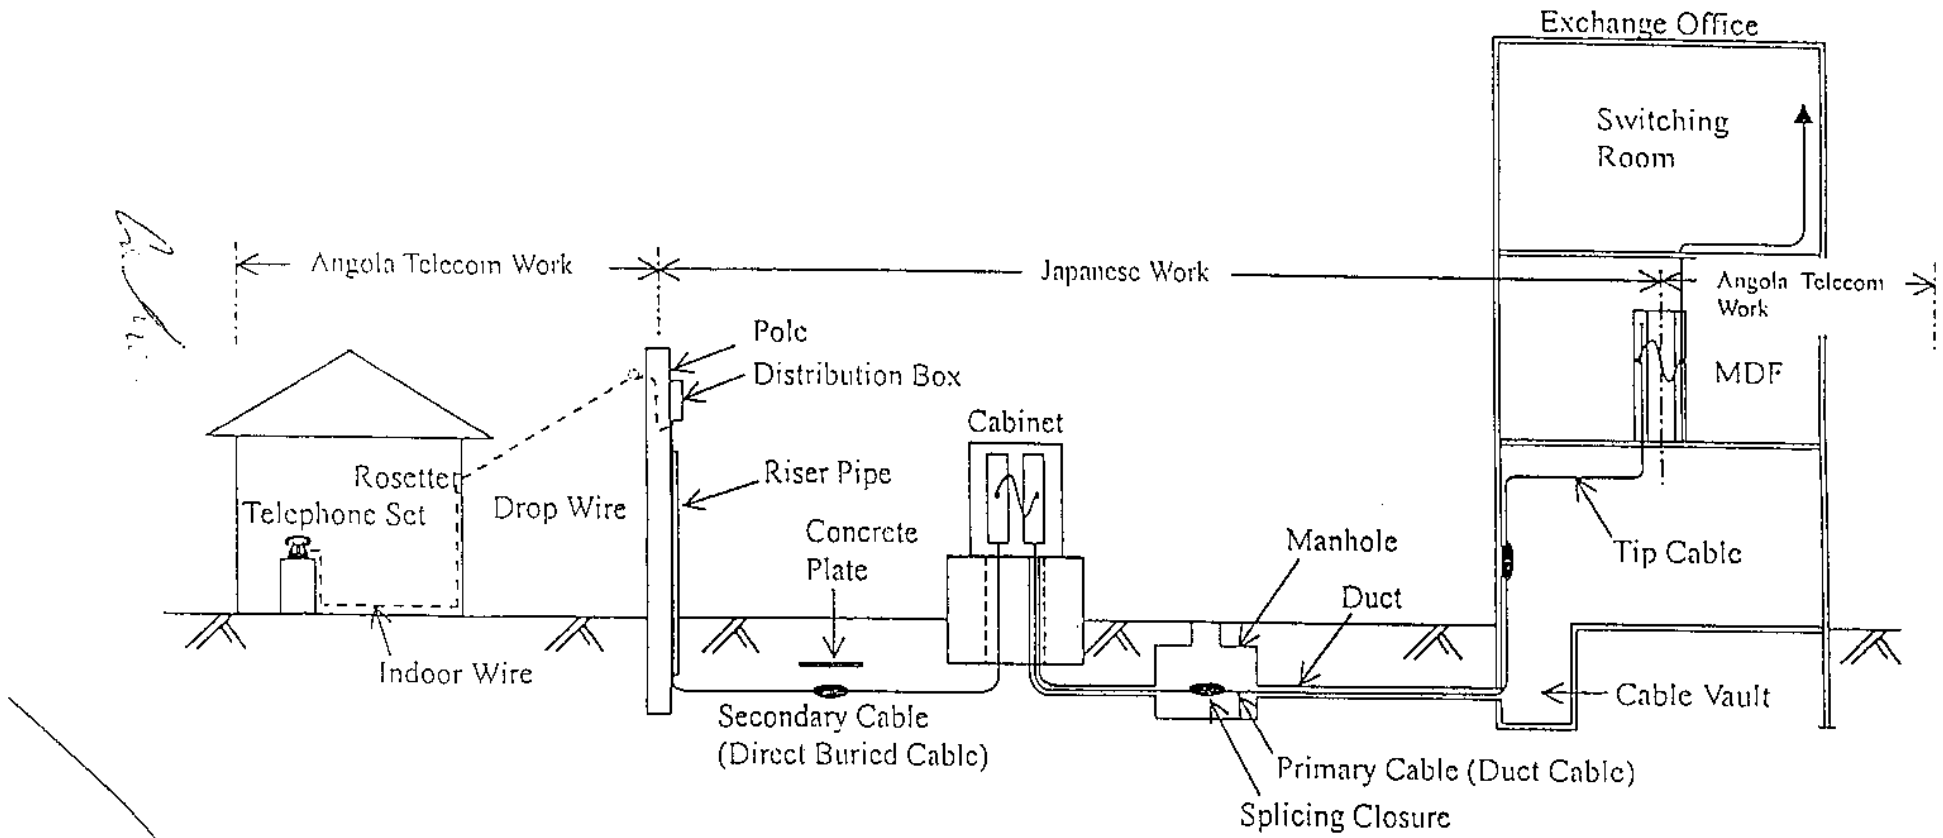 Exchange Office
Switching
Room
Angola Telecom Work
Japanese Work
Angola Telecom
Work
Pole
Distribution Box
MDF
Cabinet
Rosetter
Telephone Set
Drop Wire
Riser Pipe
Concrete
Plate
Manhole
Tip Cable
Duct
Indoor Wire
Secondary Cable
(Direct Buried Cable)
Cable Vault
Primary Cable (Duct Cable)
Splicing Closure